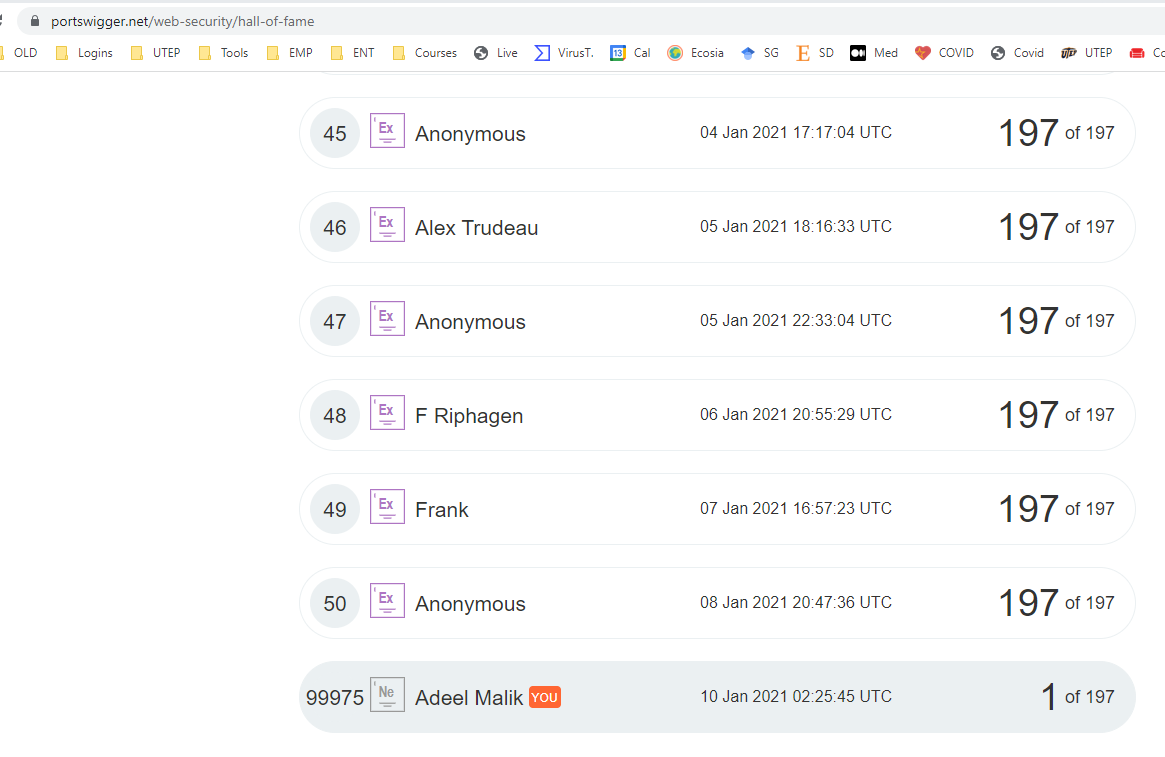 portswigger.net/web-security/hall-of-fame
OLD Logins UTEP Tools EMP ENT Courses Live VirusT. 13 Cal Ecosia SG E SD Med COVID Covid UTEP UTEP Co
45 Ex Anonymous 04 Jan 2021 17:17:04 UTC 197 of 197
46 Ex Alex Trudeau 05 Jan 2021 18:16:33 UTC 197 of 197
47 Ex Anonymous 05 Jan 2021 22:33:04 UTC 197 of 197
48 Ex F Riphagen 06 Jan 2021 20:55:29 UTC 197 of 197
49 Ex Frank 07 Jan 2021 16:57:23 UTC 197 of 197
50 Ex Anonymous 08 Jan 2021 20:47:36 UTC 197 of 197
99975 Ne Adeel Malik YOU 10 Jan 2021 02:25:45 UTC 1 of 197